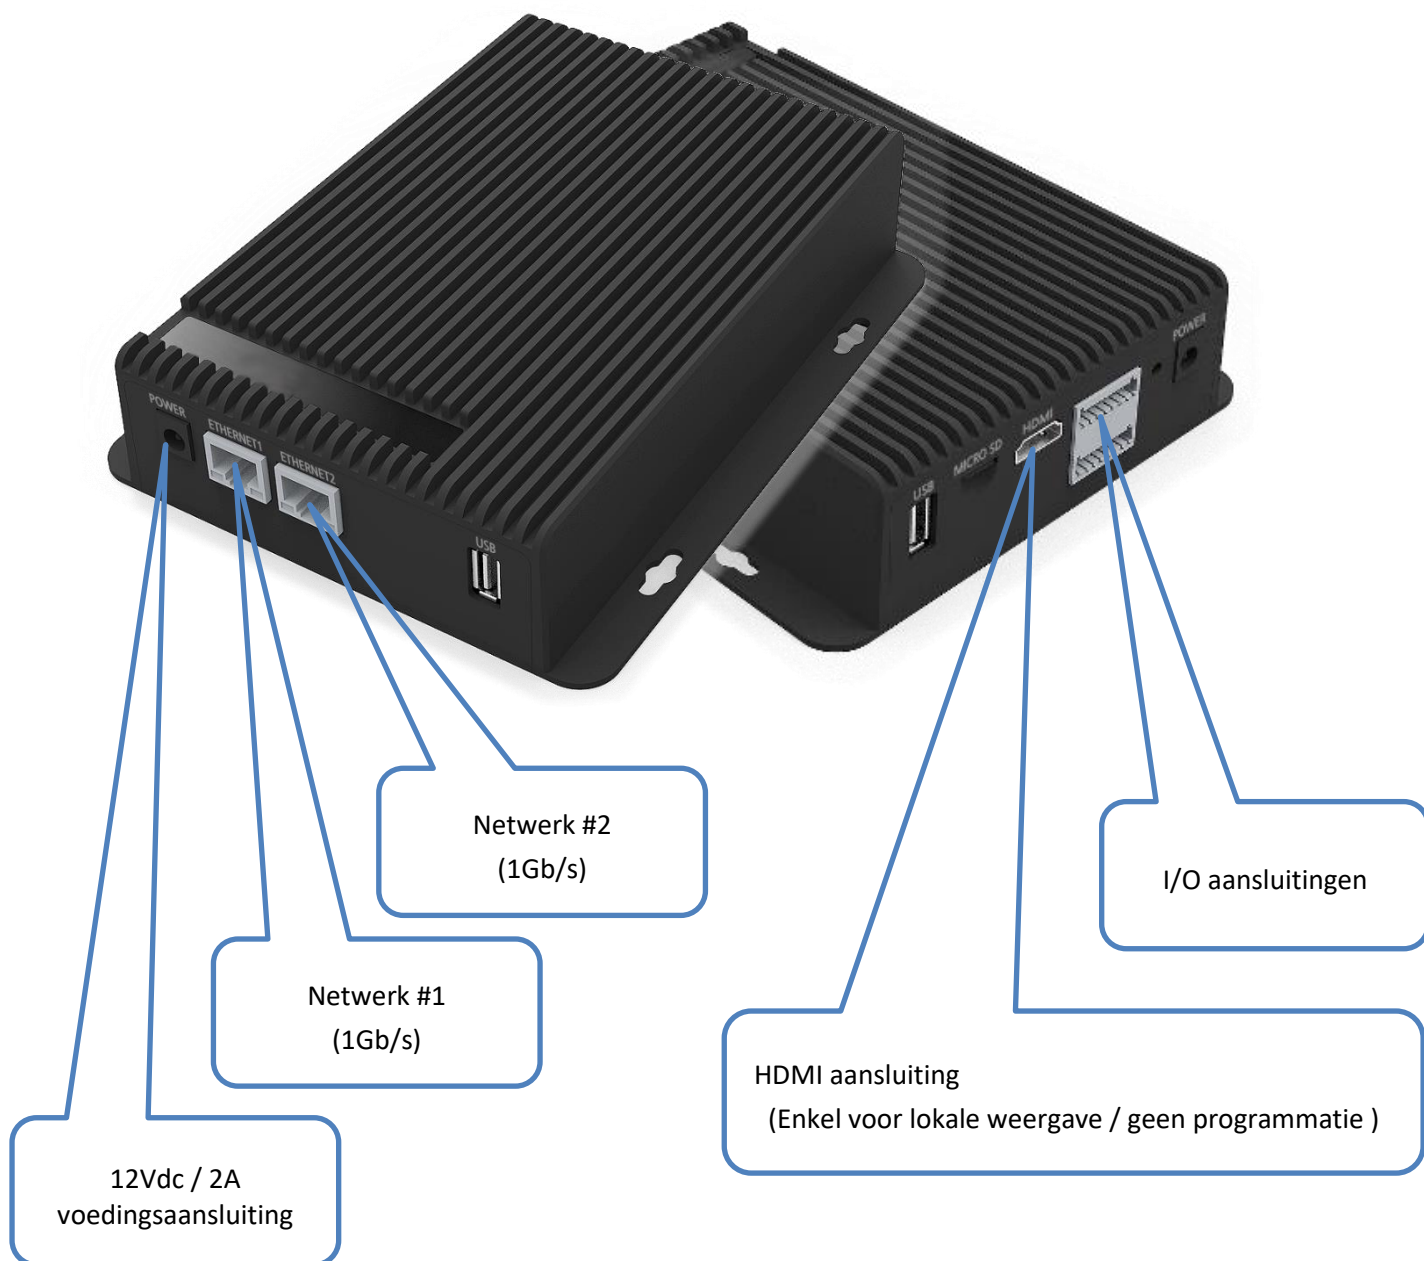 POWER
ETHERNET1
ETHERNET2
USB
USB
MICRO SD
HDMI
POWER
Netwerk #2
(1Gb/s)
I/O aansluitingen
Netwerk #1
(1Gb/s)
HDMI aansluiting
(Enkel voor lokale weergave / geen programmatie )
12Vdc / 2A
voedingsaansluiting